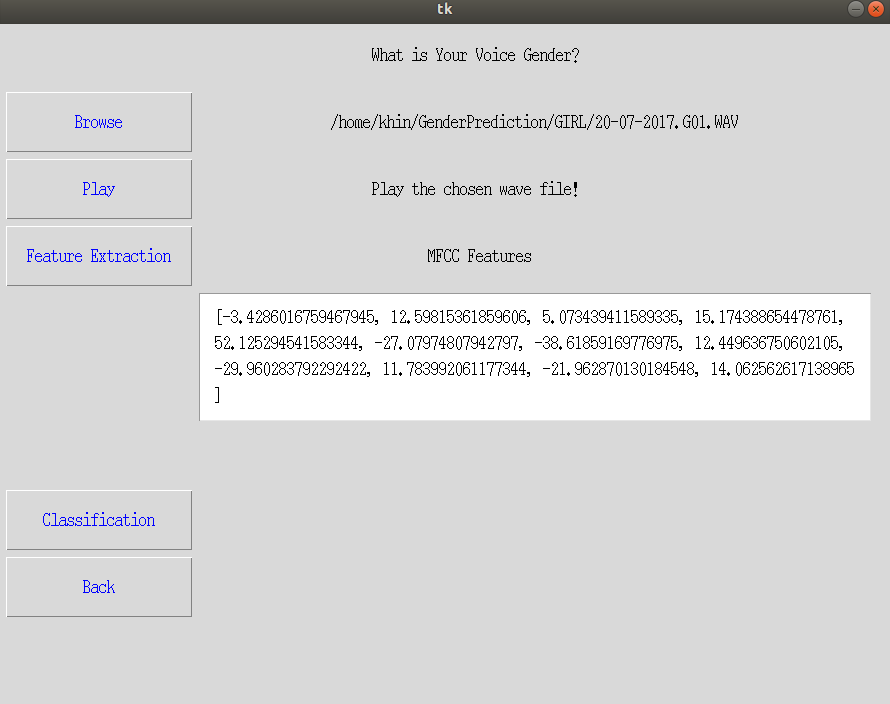 tk
What is Your Voice Gender?
Browse
/home/khin/GenderPrediction/GIRL/20-07-2017.G01.WAV
Play
Play the chosen wave file!
Feature Extraction
MFCC Features
[-3.4286016759467945, 12.59815361859606, 5.073439411589335, 15.174388654478761,
52.125294541583344, -27.07974807942797, -38.61859169776975, 12.449636750602105,
-29.960283792292422, 11.783992061177344, -21.962870130184548, 14.062562617138965
]
Classification
Back